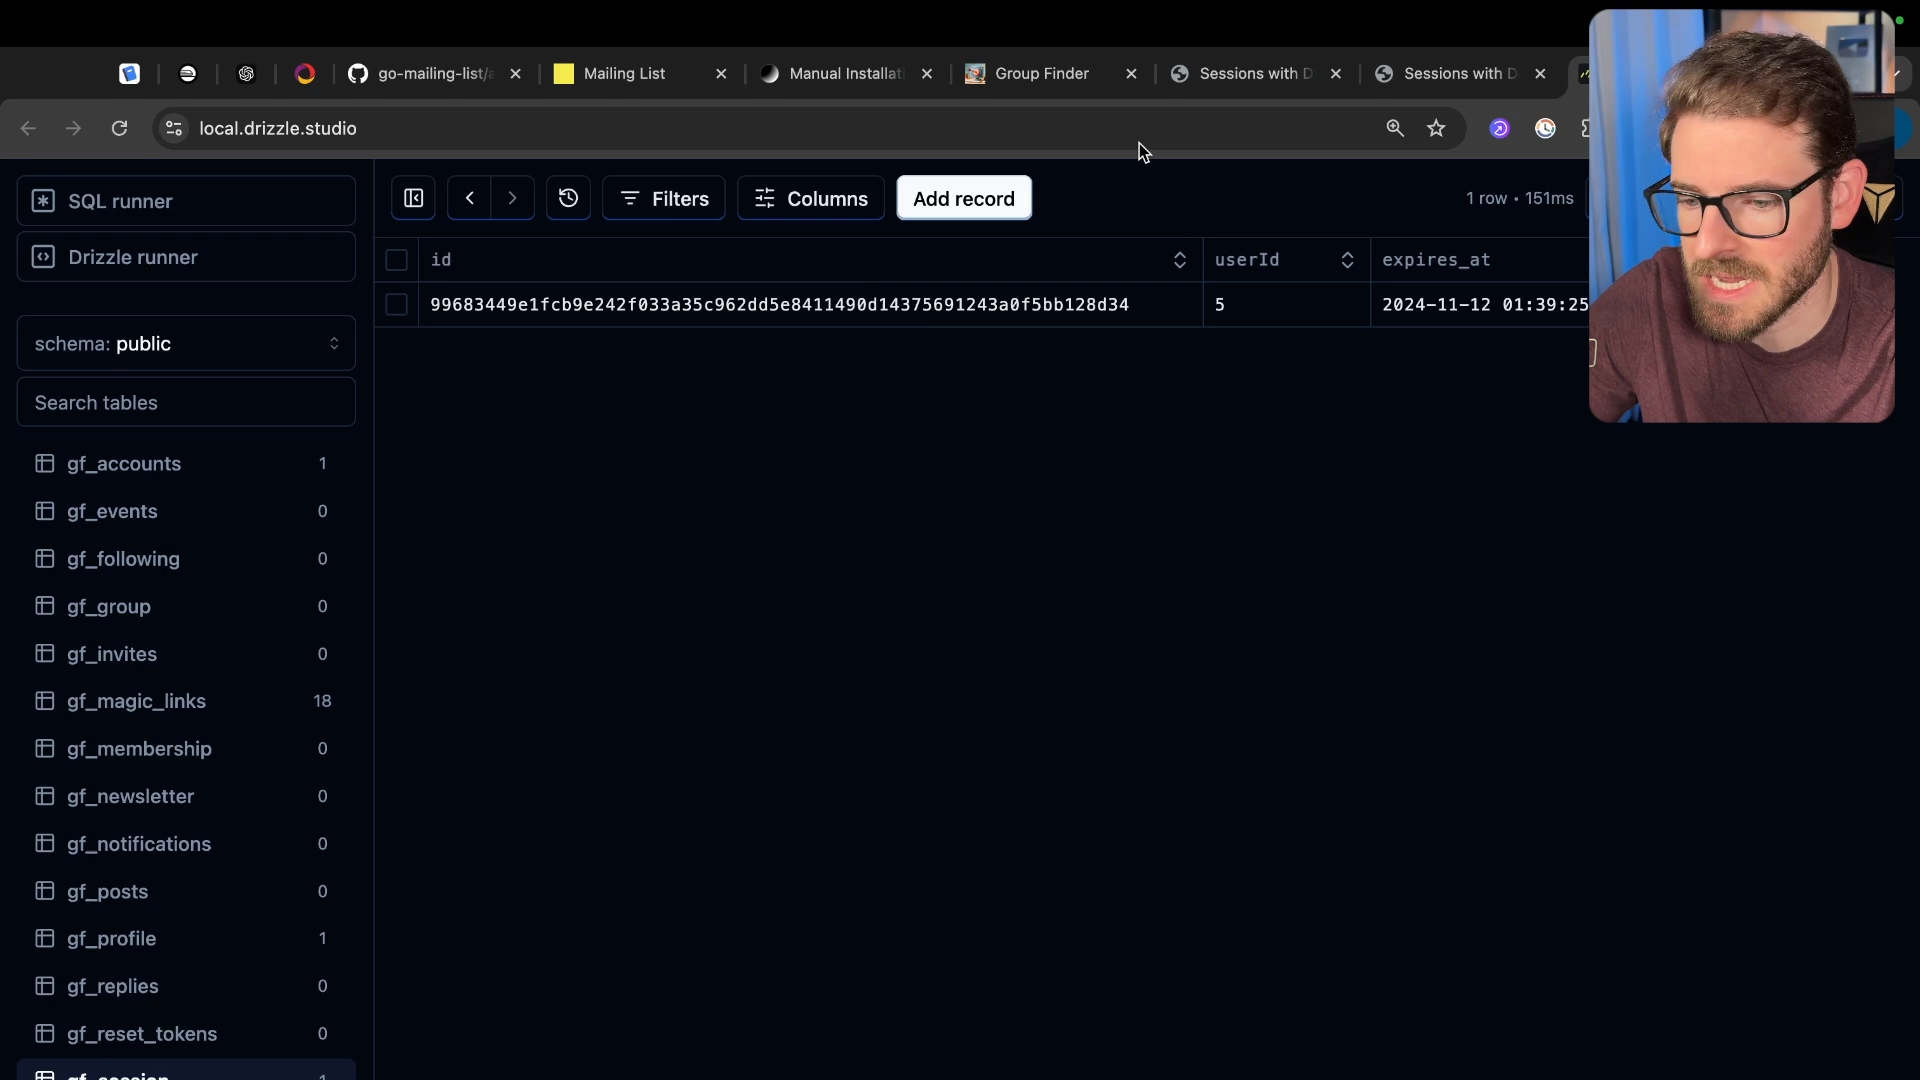 go-mailing-list/
Mailing List
Manual Installati
Group Finder
Sessions with D
Sessions with D
local.drizzle.studio
SQL runner
Drizzle runner
schema: public
Search tables
gf_accounts 1
gf_events 0
gf_following 0
gf_group 0
gf_invites 0
gf_magic_links 18
gf_membership 0
gf_newsletter 0
gf_notifications 0
gf_posts 0
gf_profile 1
gf_replies 0
gf_reset_tokens 0
gf_session 1
Filters
Columns
Add record
1 row • 151ms
id userId expires_at
99683449e1fcb9e242f033a35c962dd5e8411490d14375691243a0f5bb128d34 5 2024-11-12 01:39:25